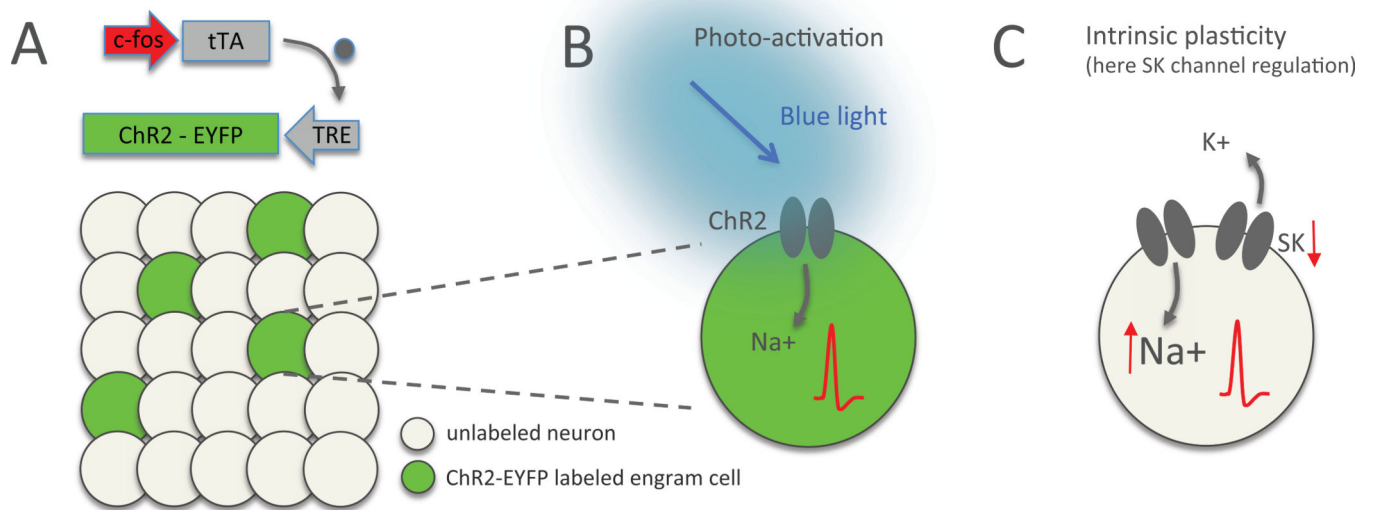 A
c-fos
tTA
ChR2 - EYFP
TRE
unlabeled neuron
ChR2-EYFP labeled engram cell
B
Photo-activation
Blue light
ChR2
Na+
C
Intrinsic plasticity
(here SK channel regulation)
K+
SK
Na+